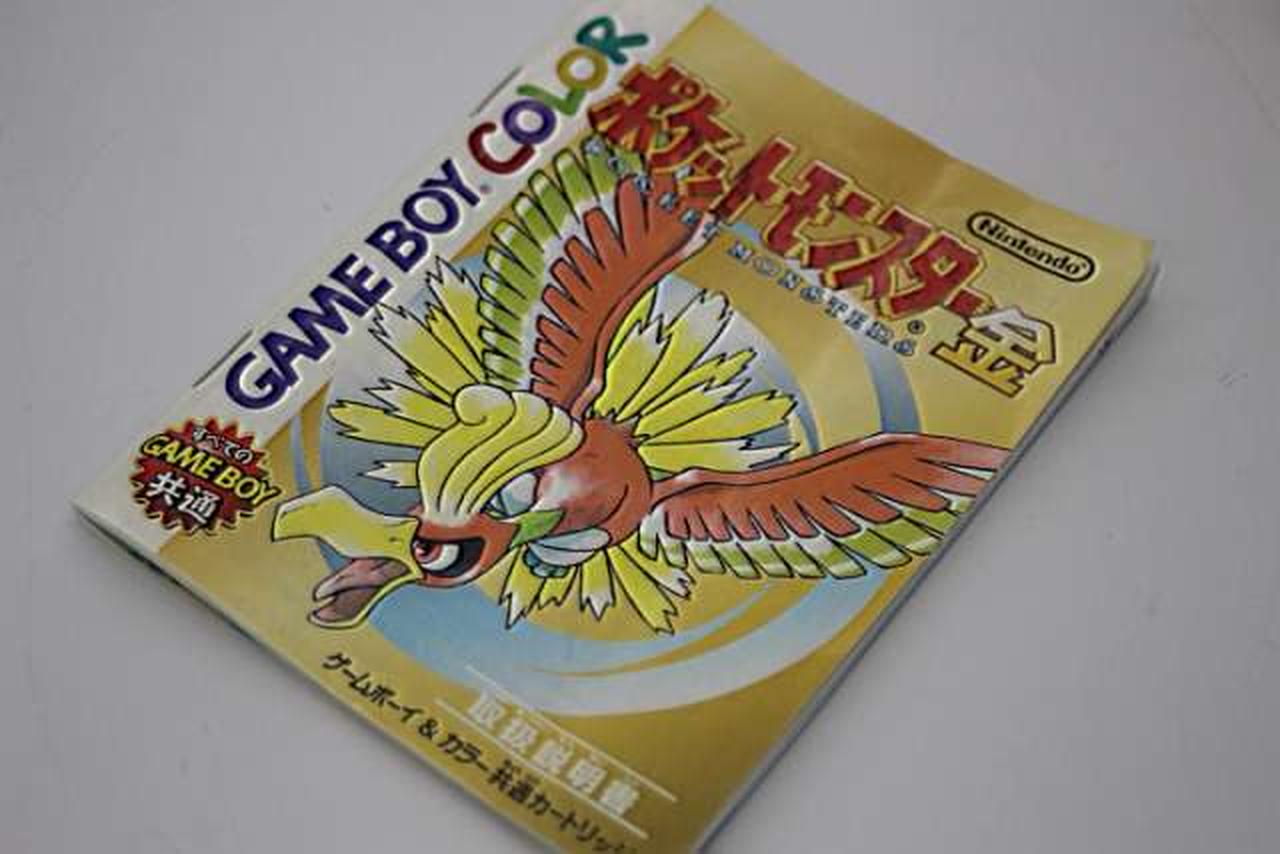 GAME BOY COLOR
ポケットモンスター金
POCKET MONSTERS
Nintendo
すべての
GAME BOY
共通
取扱説明書
ゲームボーイ&カラー共通カートリッジ